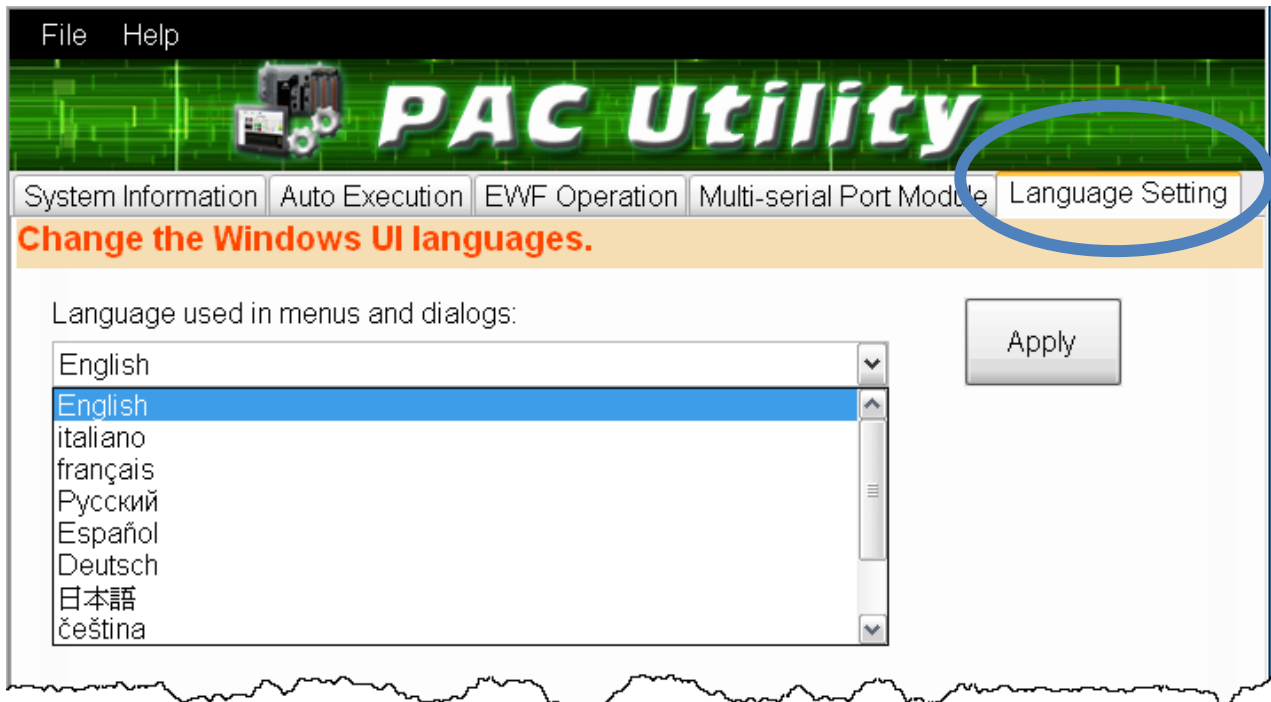 File Help
PAC Utility
System Information Auto Execution EWF Operation Multi-serial Port Module Language Setting
Change the Windows UI languages.
Language used in menus and dialogs:
Apply
English
English
italiano
français
Русский
Español
Deutsch
日本語
čeština